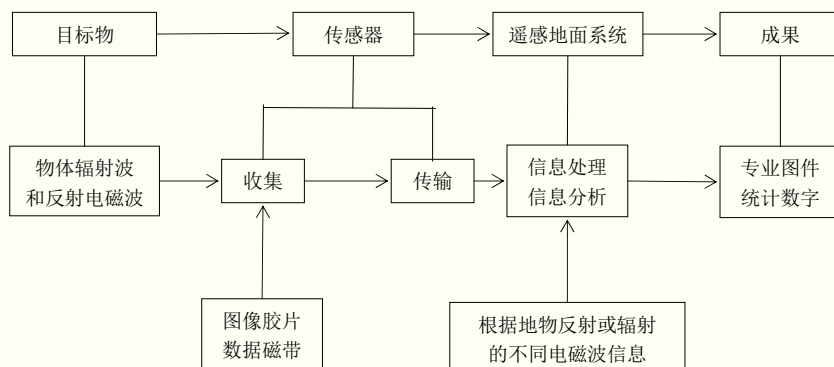 目标物
传感器
遥感地面系统
成果
物体辐射波
和反射电磁波
收集
传输
信息处理
信息分析
专业图件
统计数字
图像胶片
数据磁带
根据地物反射或辐射
的不同电磁波信息